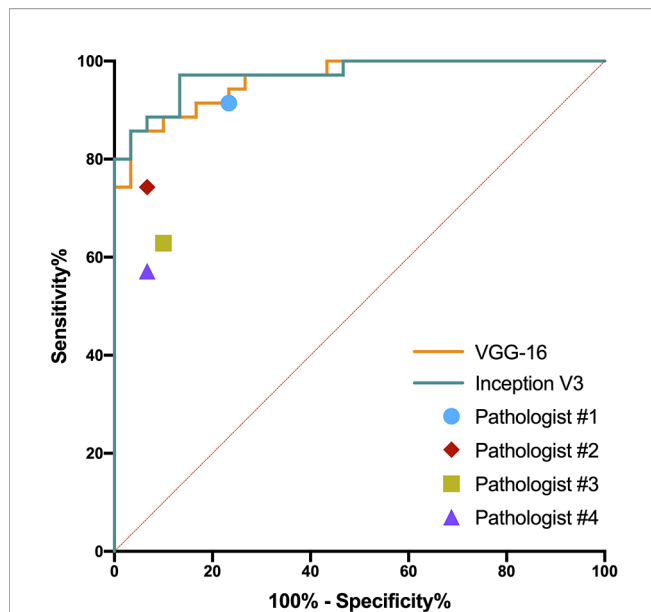 100
80
60
40
20
0
Sensitivity%
VGG-16
Inception V3
Pathologist #1
Pathologist #2
Pathologist #3
Pathologist #4
0 20 40 60 80 100
100% - Specificity%